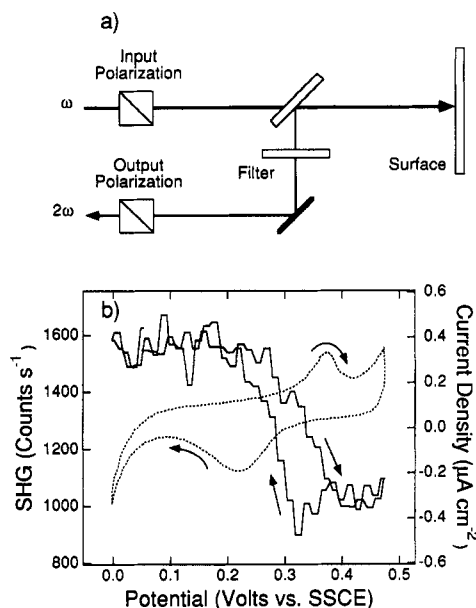 a)
Input
Polarization
ω
Output
Polarization
Filter
Surface
2ω
b)
1600
1400
1200
1000
800
SHG (Counts s⁻¹)
0.6
0.4
0.2
0.0
-0.2
-0.4
-0.6
Current Density (μA cm⁻²)
0.0 0.1 0.2 0.3 0.4 0.5
Potential (Volts vs. SSCE)